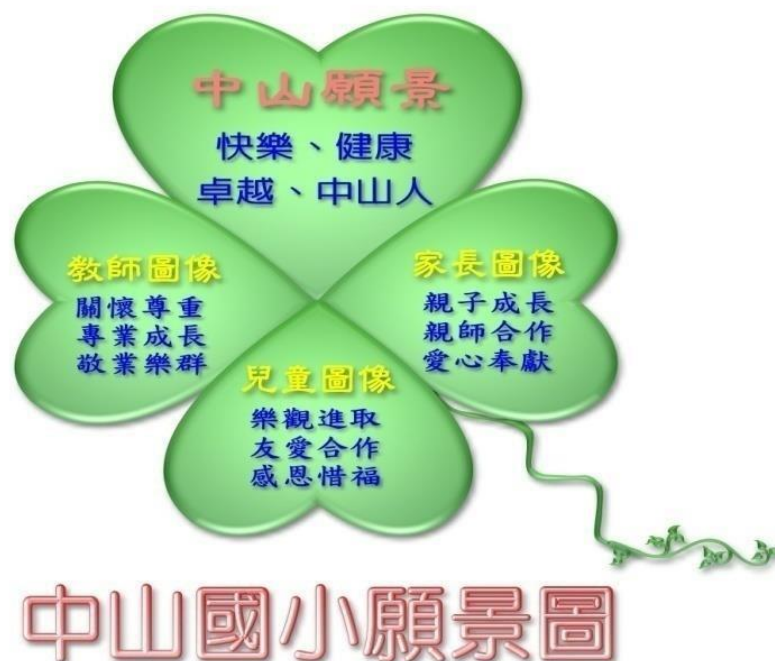 中山願景
快樂、健康
卓越、中山人
教師圖像
關懷尊重
專業成長
敬業樂群
家長圖像
親子成長
親師合作
愛心奉獻
兒童圖像
樂觀進取
友愛合作
感恩惜福
中山國小願景圖